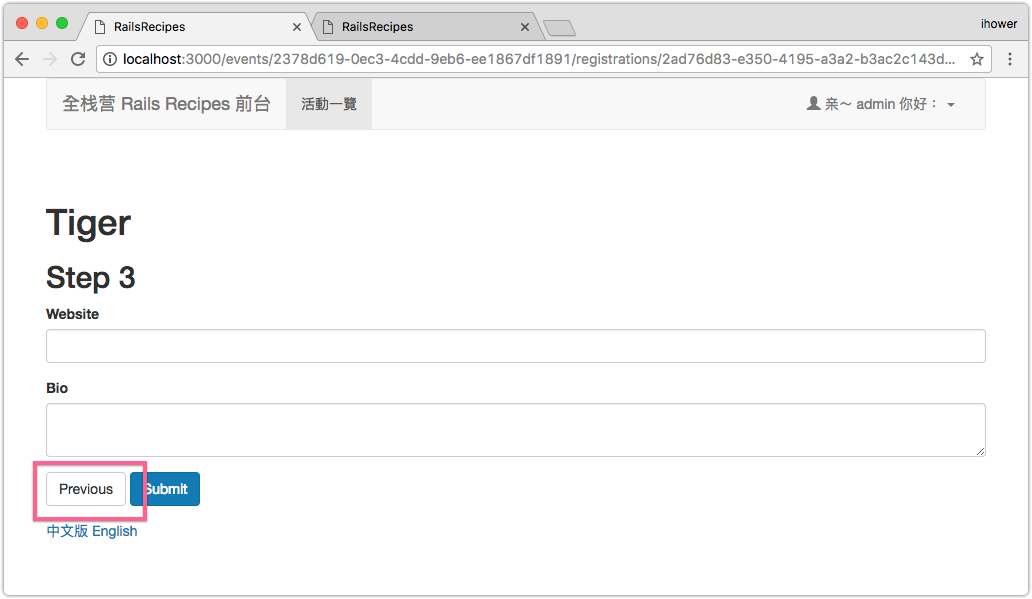 RailsRecipes RailsRecipes ihower
localhost:3000/events/2378d619-0ec3-4cdd-9eb6-ee1867df1891/registrations/2ad76d83-e350-4195-a3a2-b3ac2c143d...
全栈营 Rails Recipes 前台 活動一覽 亲～ admin 你好： 
Tiger
Step 3
Website
Bio
Previous Submit
中文版 English